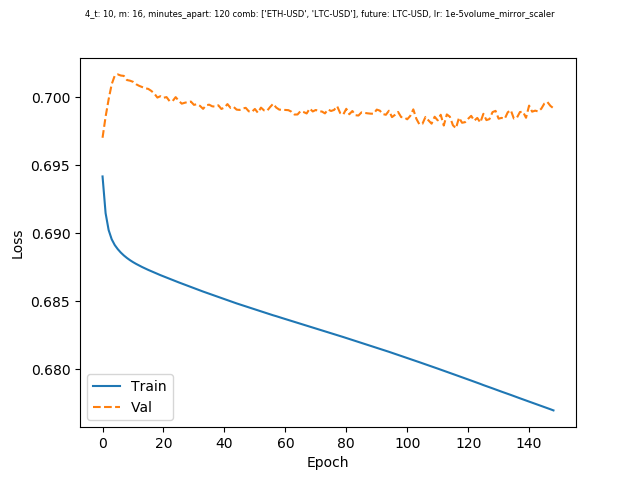 4_t: 10, m: 16, minutes_apart: 120 comb: ['ETH-USD', 'LTC-USD'], future: LTC-USD, lr: 1e-5volume_mirror_scaler
0.700
0.695
0.690
0.685
0.680
Loss
Train
Val
0 20 40 60 80 100 120 140
Epoch